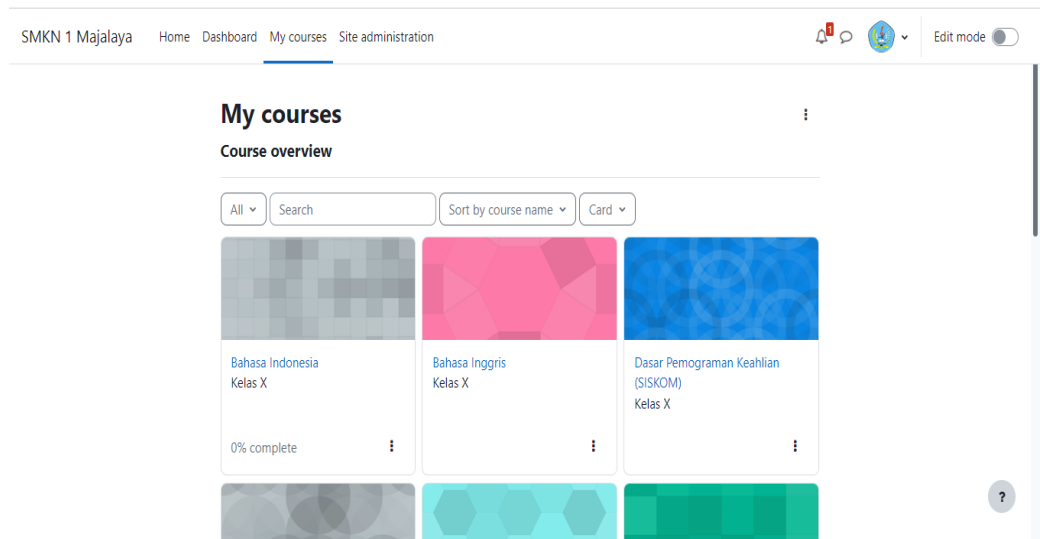 SMKN 1 Majalaya Home Dashboard My courses Site administration 1 Edit mode
My courses
Course overview
All Search Sort by course name Card
Bahasa Indonesia
Kelas X
0% complete
Bahasa Inggris
Kelas X
Dasar Pemograman Keahlian
(SISKOM)
Kelas X
?